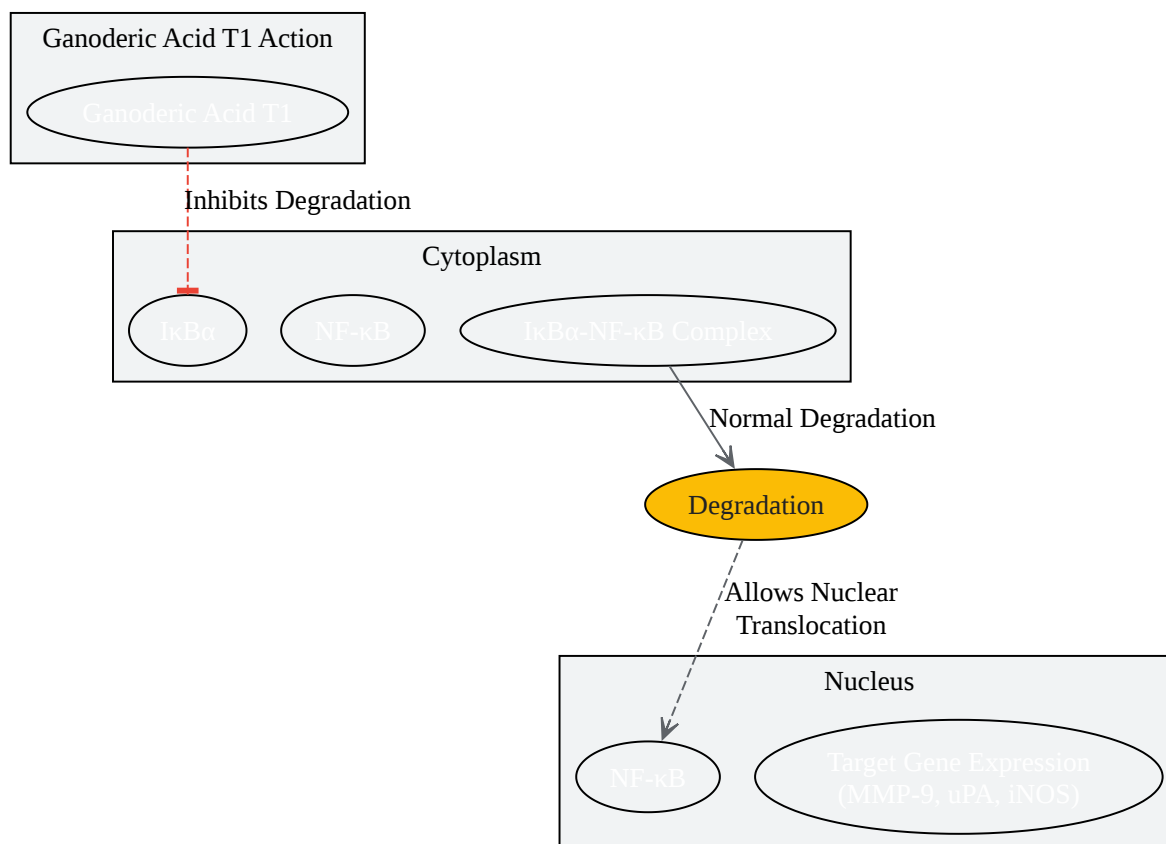 Ganoderic Acid T1 Action
Ganoderic Acid T1
Inhibits Degradation
Cytoplasm
IκBα
NF-κB
IκBα-NF-κB Complex
Normal Degradation
Degradation
Allows Nuclear
Translocation
Nucleus
NF-κB
Target Gene Expression
(MMP-9, uPA, iNOS)